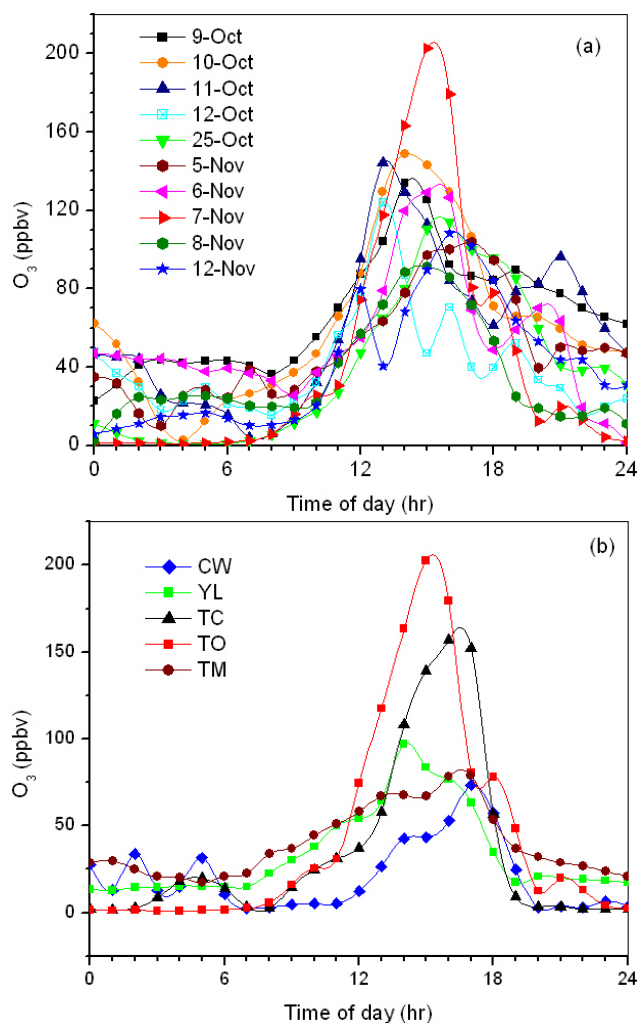 (a)
9-Oct
10-Oct
11-Oct
12-Oct
25-Oct
5-Nov
6-Nov
7-Nov
8-Nov
12-Nov
O3 (ppbv)
200
160
120
80
40
0
0 6 12 18 24
Time of day (hr)
(b)
CW
YL
TC
TO
TM
O3 (ppbv)
200
150
100
50
0
0 6 12 18 24
Time of day (hr)